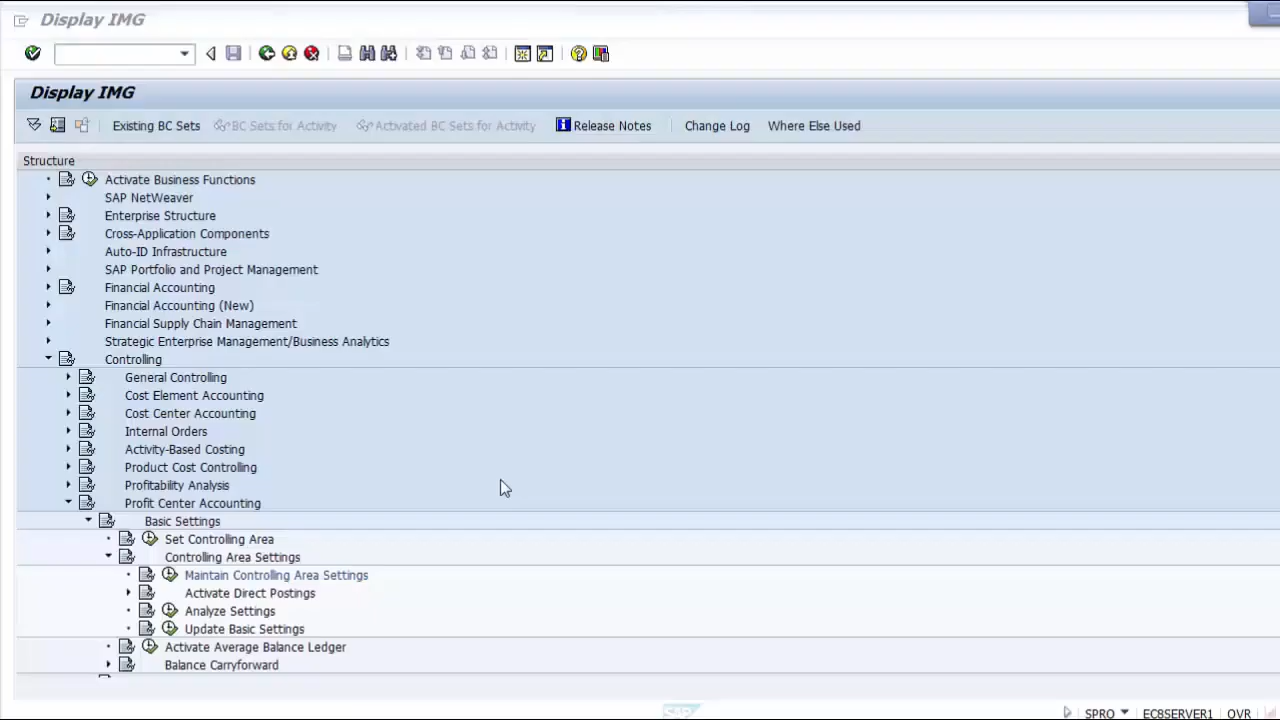 Display IMG
Display IMG
Existing BC Sets BC Sets for Activity Activated BC Sets for Activity Release Notes Change Log Where Else Used
Structure
Activate Business Functions
SAP NetWeaver
Enterprise Structure
Cross-Application Components
Auto-ID Infrastructure
SAP Portfolio and Project Management
Financial Accounting
Financial Accounting (New)
Financial Supply Chain Management
Strategic Enterprise Management/Business Analytics
Controlling
General Controlling
Cost Element Accounting
Cost Center Accounting
Internal Orders
Activity-Based Costing
Product Cost Controlling
Profitability Analysis
Profit Center Accounting
Basic Settings
Set Controlling Area
Controlling Area Settings
Maintain Controlling Area Settings
Activate Direct Postings
Analyze Settings
Update Basic Settings
Activate Average Balance Ledger
Balance Carryforward
SAP SPRO EC8SERVER1 OVR